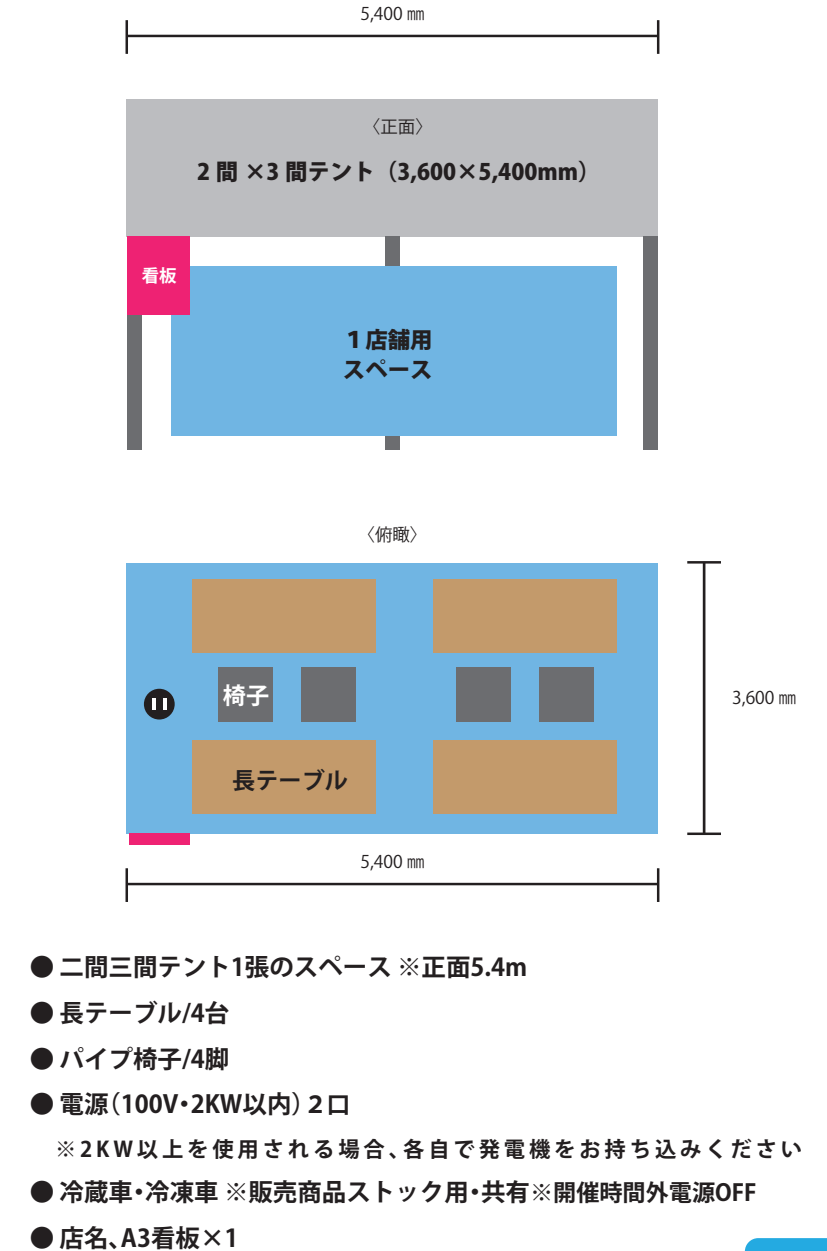 5,400 ㎜
〈正面〉
2 間 ×3 間テント（3,600×5,400mm）
看板
1 店舗用
スペース
〈俯瞰〉
椅子
3,600 ㎜
長テーブル
5,400 ㎜
● 二間三間テント1張のスペース ※正面5.4m
● 長テーブル/4台
● パイプ椅子/4脚
● 電源（100V・2KW以内）2口
※2KW以上を使用される場合、各自で発電機をお持ち込みください
● 冷蔵車・冷凍車 ※販売商品ストック用・共有※開催時間外電源OFF
● 店名、A3看板×1